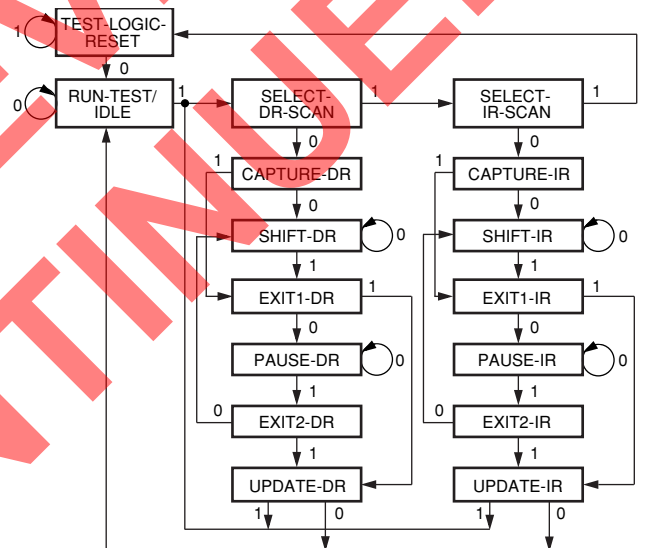 TEST-LOGIC-
RESET
1
0
RUN-TEST/
IDLE
0
1
SELECT-
DR-SCAN
1
SELECT-
IR-SCAN
1
0
0
1
CAPTURE-DR
1
CAPTURE-IR
0
0
SHIFT-DR
0
SHIFT-IR
0
1
1
EXIT1-DR
1
EXIT1-IR
1
0
0
PAUSE-DR
0
PAUSE-IR
0
1
1
0
EXIT2-DR
0
EXIT2-IR
1
1
UPDATE-DR
UPDATE-IR
1
0
1
0
TINUE